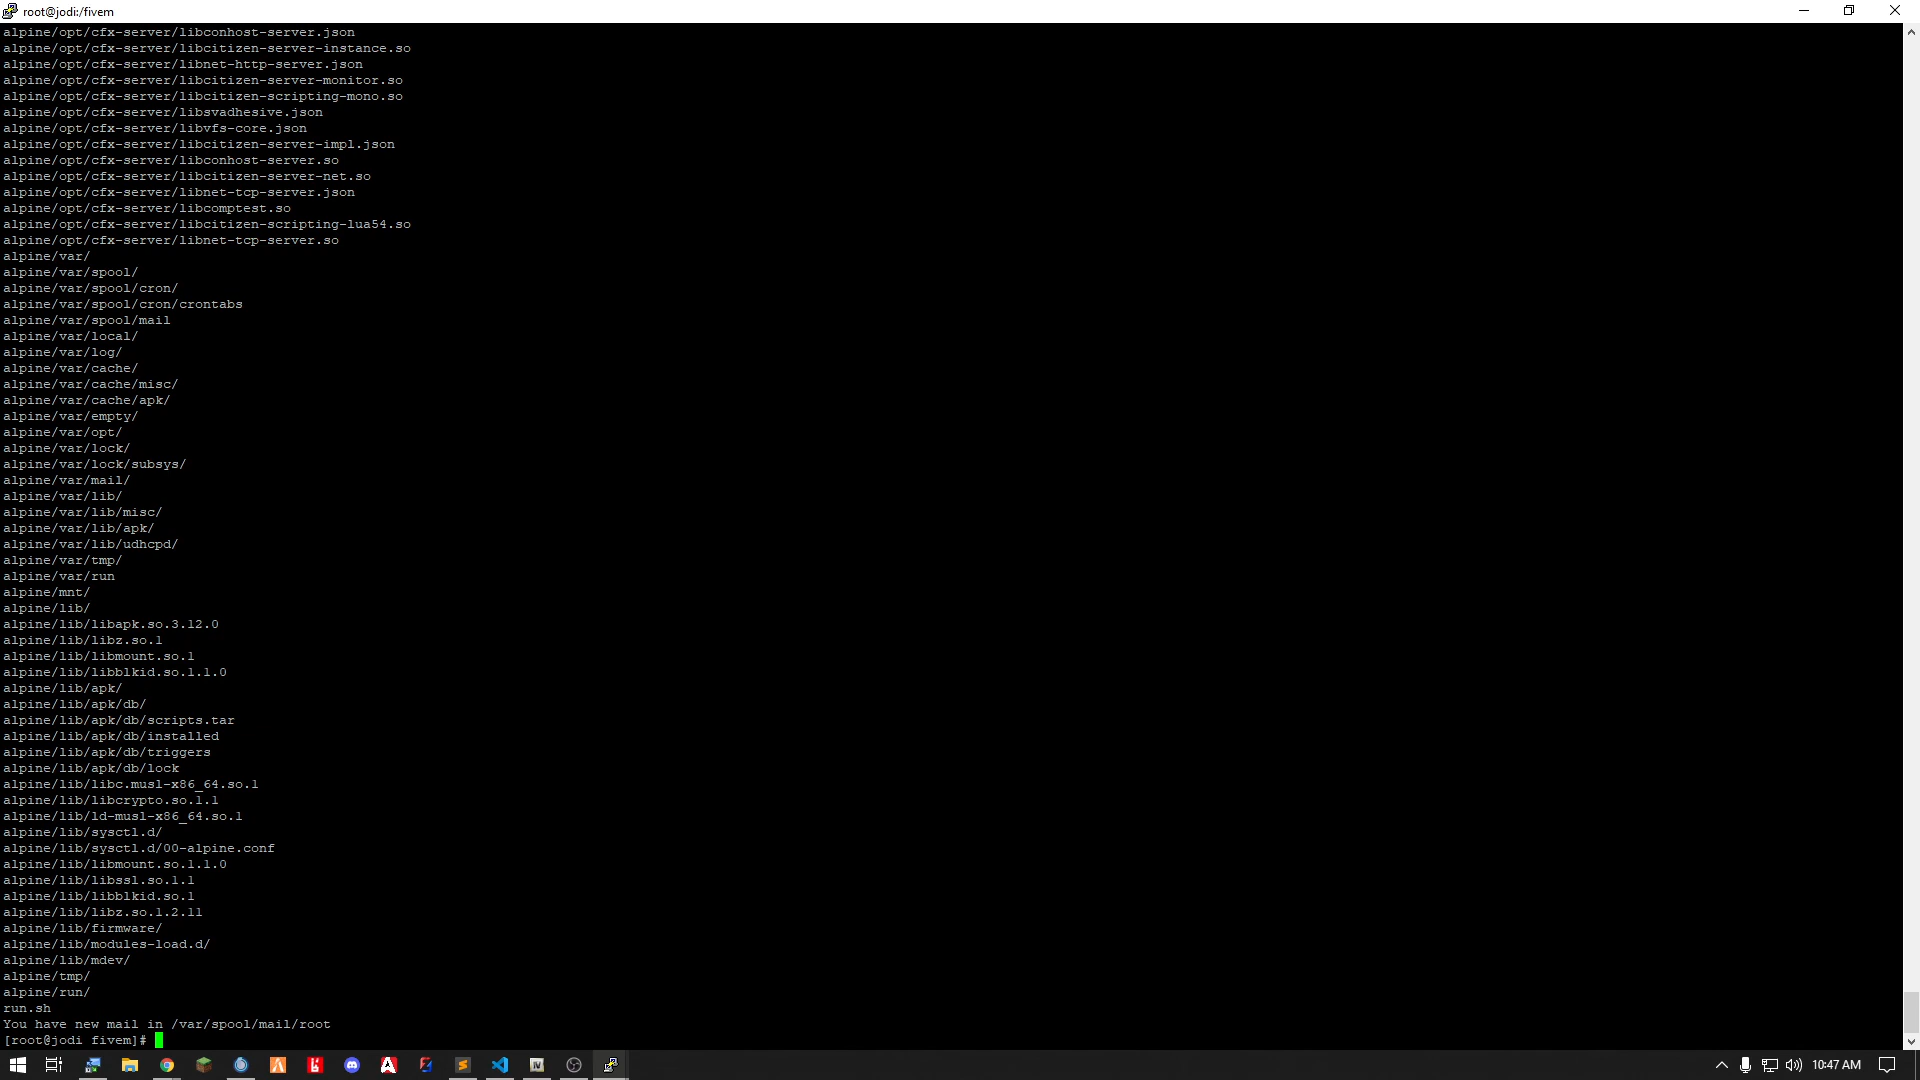 root@jodi:/fivem
alpine/opt/cfx-server/libconhost-server.json
alpine/opt/cfx-server/libcitizen-server-instance.so
alpine/opt/cfx-server/libnet-http-server.json
alpine/opt/cfx-server/libcitizen-server-monitor.so
alpine/opt/cfx-server/libcitizen-scripting-mono.so
alpine/opt/cfx-server/libsvadhesive.json
alpine/opt/cfx-server/libvfs-core.json
alpine/opt/cfx-server/libcitizen-server-impl.json
alpine/opt/cfx-server/libconhost-server.so
alpine/opt/cfx-server/libcitizen-server-net.so
alpine/opt/cfx-server/libnet-tcp-server.json
alpine/opt/cfx-server/libcomptest.so
alpine/opt/cfx-server/libcitizen-scripting-lua54.so
alpine/opt/cfx-server/libnet-tcp-server.so
alpine/var/
alpine/var/spool/
alpine/var/spool/cron/
alpine/var/spool/cron/crontabs
alpine/var/spool/mail
alpine/var/local/
alpine/var/log/
alpine/var/cache/
alpine/var/cache/misc/
alpine/var/cache/apk/
alpine/var/empty/
alpine/var/opt/
alpine/var/lock/
alpine/var/lock/subsys/
alpine/var/mail/
alpine/var/lib/
alpine/var/lib/misc/
alpine/var/lib/apk/
alpine/var/lib/udhcpd/
alpine/var/tmp/
alpine/var/run
alpine/mnt/
alpine/lib/
alpine/lib/libapk.so.3.12.0
alpine/lib/libz.so.1
alpine/lib/libmount.so.1
alpine/lib/libblkid.so.1.1.0
alpine/lib/apk/
alpine/lib/apk/db/
alpine/lib/apk/db/scripts.tar
alpine/lib/apk/db/installed
alpine/lib/apk/db/triggers
alpine/lib/apk/db/lock
alpine/lib/libc.musl-x86_64.so.1
alpine/lib/libcrypto.so.1.1
alpine/lib/ld-musl-x86_64.so.1
alpine/lib/sysctl.d/
alpine/lib/sysctl.d/00-alpine.conf
alpine/lib/libmount.so.1.1.0
alpine/lib/libssl.so.1.1
alpine/lib/libblkid.so.1
alpine/lib/libz.so.1.2.11
alpine/lib/firmware/
alpine/lib/modules-load.d/
alpine/lib/mdev/
alpine/tmp/
alpine/run/
run.sh
You have new mail in /var/spool/mail/root
[root@jodi fivem]#
10:47 AM